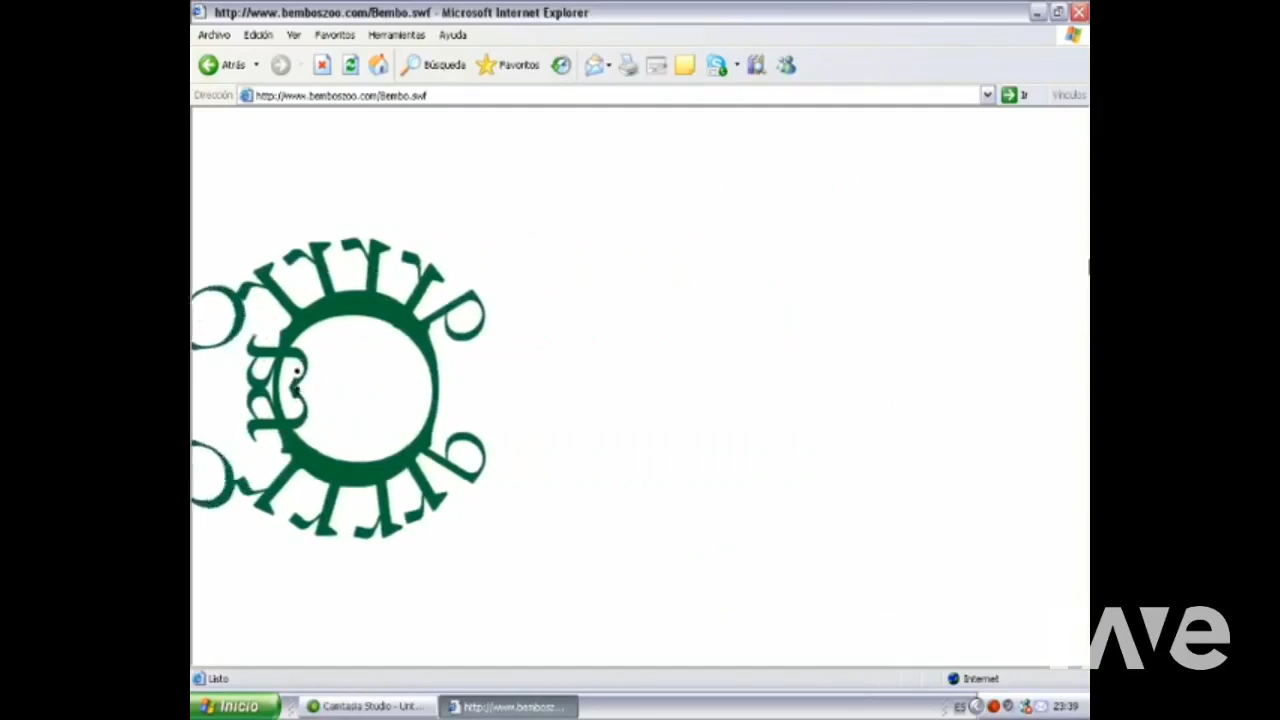 http://www.bemboszoo.com/Bembo.swf - Microsoft Internet Explorer
Archivo Edición Ver Favoritos Herramientas Ayuda
Atrás Búsqueda Favoritos
Dirección http://www.bemboszoo.com/Bembo.swf Ir Vínculos
Listo Internet
Inicio Camtasia Studio - Unt... http://www.bembosz... ES 23:39